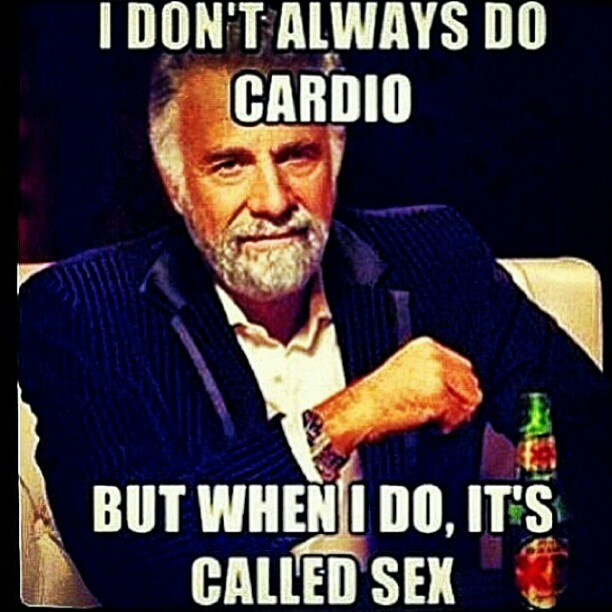 I DON'T ALWAYS DO
CARDIO
BUT WHEN I DO, IT'S
CALLED SEX